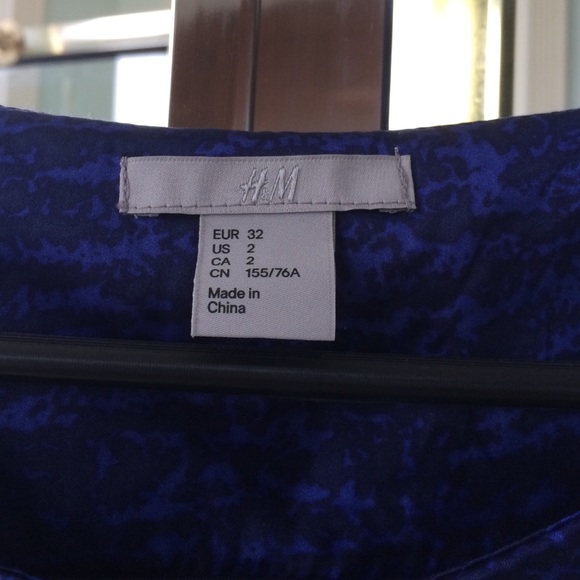 H&M
EUR 32
US 2
CA 2
CN 155/76A
Made in
China